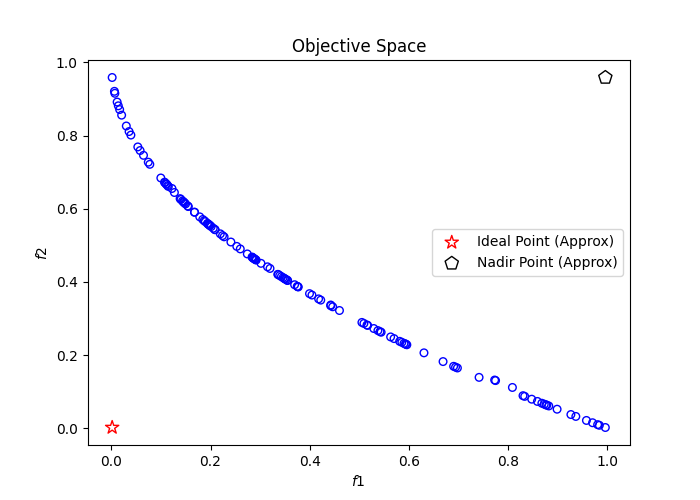 Objective Space
1.0
0.8
0.6
0.4
0.2
0.0
f2
Ideal Point (Approx)
Nadir Point (Approx)
0.0 0.2 0.4 0.6 0.8 1.0
f1